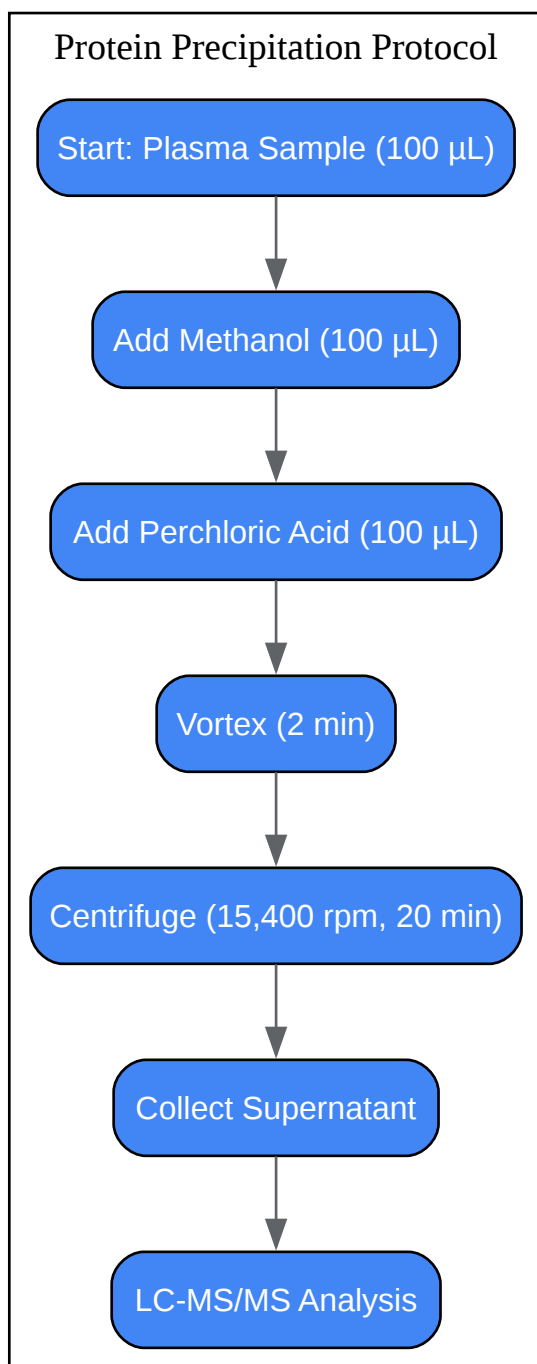 Protein Precipitation Protocol
Start: Plasma Sample (100 µL)
Add Methanol (100 µL)
Add Perchloric Acid (100 µL)
Vortex (2 min)
Centrifuge (15,400 rpm, 20 min)
Collect Supernatant
LC-MS/MS Analysis